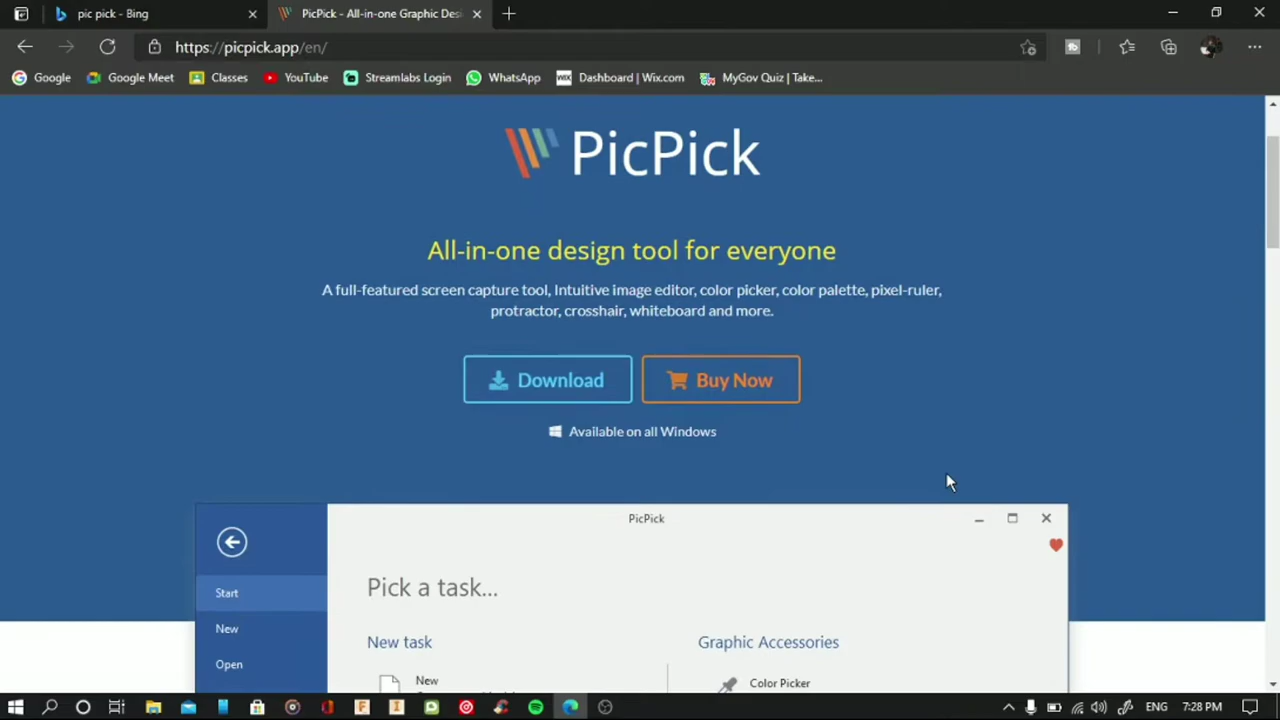 pic pick - Bing
PicPick - All-in-one Graphic Desi
https://picpick.app/en/
Google
Google Meet
Classes
YouTube
Streamlabs Login
WhatsApp
WIX
Dashboard | Wix.com
MyGov Quiz | Take...
PicPick
All-in-one design tool for everyone
A full-featured screen capture tool, Intuitive image editor, color picker, color palette, pixel-ruler,
protractor, crosshair, whiteboard and more.
Download
Buy Now
Available on all Windows
PicPick
Pick a task...
Start
New
Open
New task
Graphic Accessories
New
Color Picker
ENG
7:28 PM